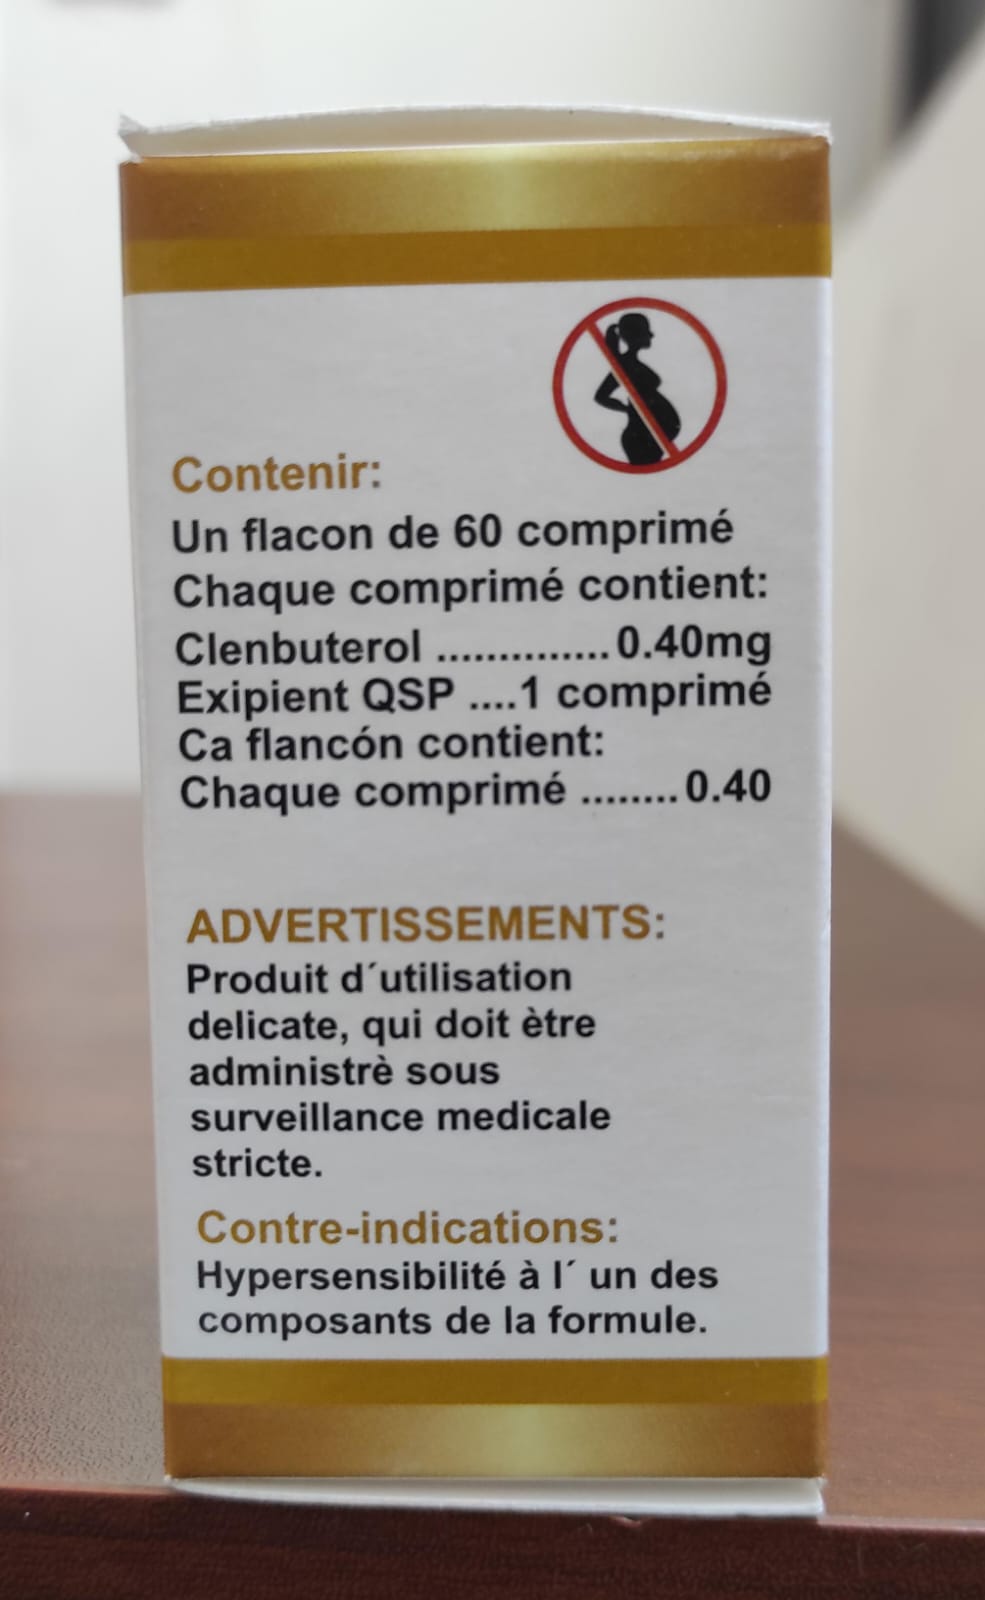 Contenir:
Un flacon de 60 comprimé
Chaque comprimé contient:
Clenbuterol .............. 0.40mg
Exipient QSP ....1 comprimé
Ca flancón contient:
Chaque comprimé ........ 0.40
ADVERTISSEMENTS:
Produit d´utilisation
delicate, qui doit ètre
administrè sous
surveillance medicale
stricte.
Contre-indications:
Hypersensibilité à l´ un des
composants de la formule.